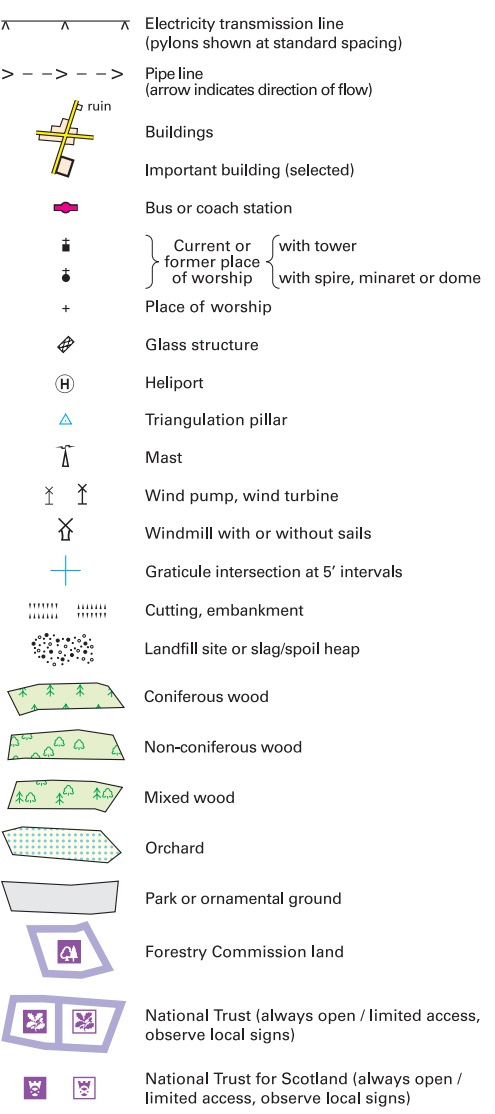 Electricity transmission line
(pylons shown at standard spacing)
Pipe line
(arrow indicates direction of flow)
ruin
Buildings
Important building (selected)
Bus or coach station
Current or
former place
of worship
with tower
with spire, minaret or dome
Place of worship
Glass structure
H
Heliport
Triangulation pillar
Mast
Wind pump, wind turbine
Windmill with or without sails
Graticule intersection at 5′ intervals
Cutting, embankment
Landfill site or slag/spoil heap
Coniferous wood
Non-coniferous wood
Mixed wood
Orchard
Park or ornamental ground
Forestry Commission land
National Trust (always open / limited access,
observe local signs)
National Trust for Scotland (always open /
limited access, observe local signs)